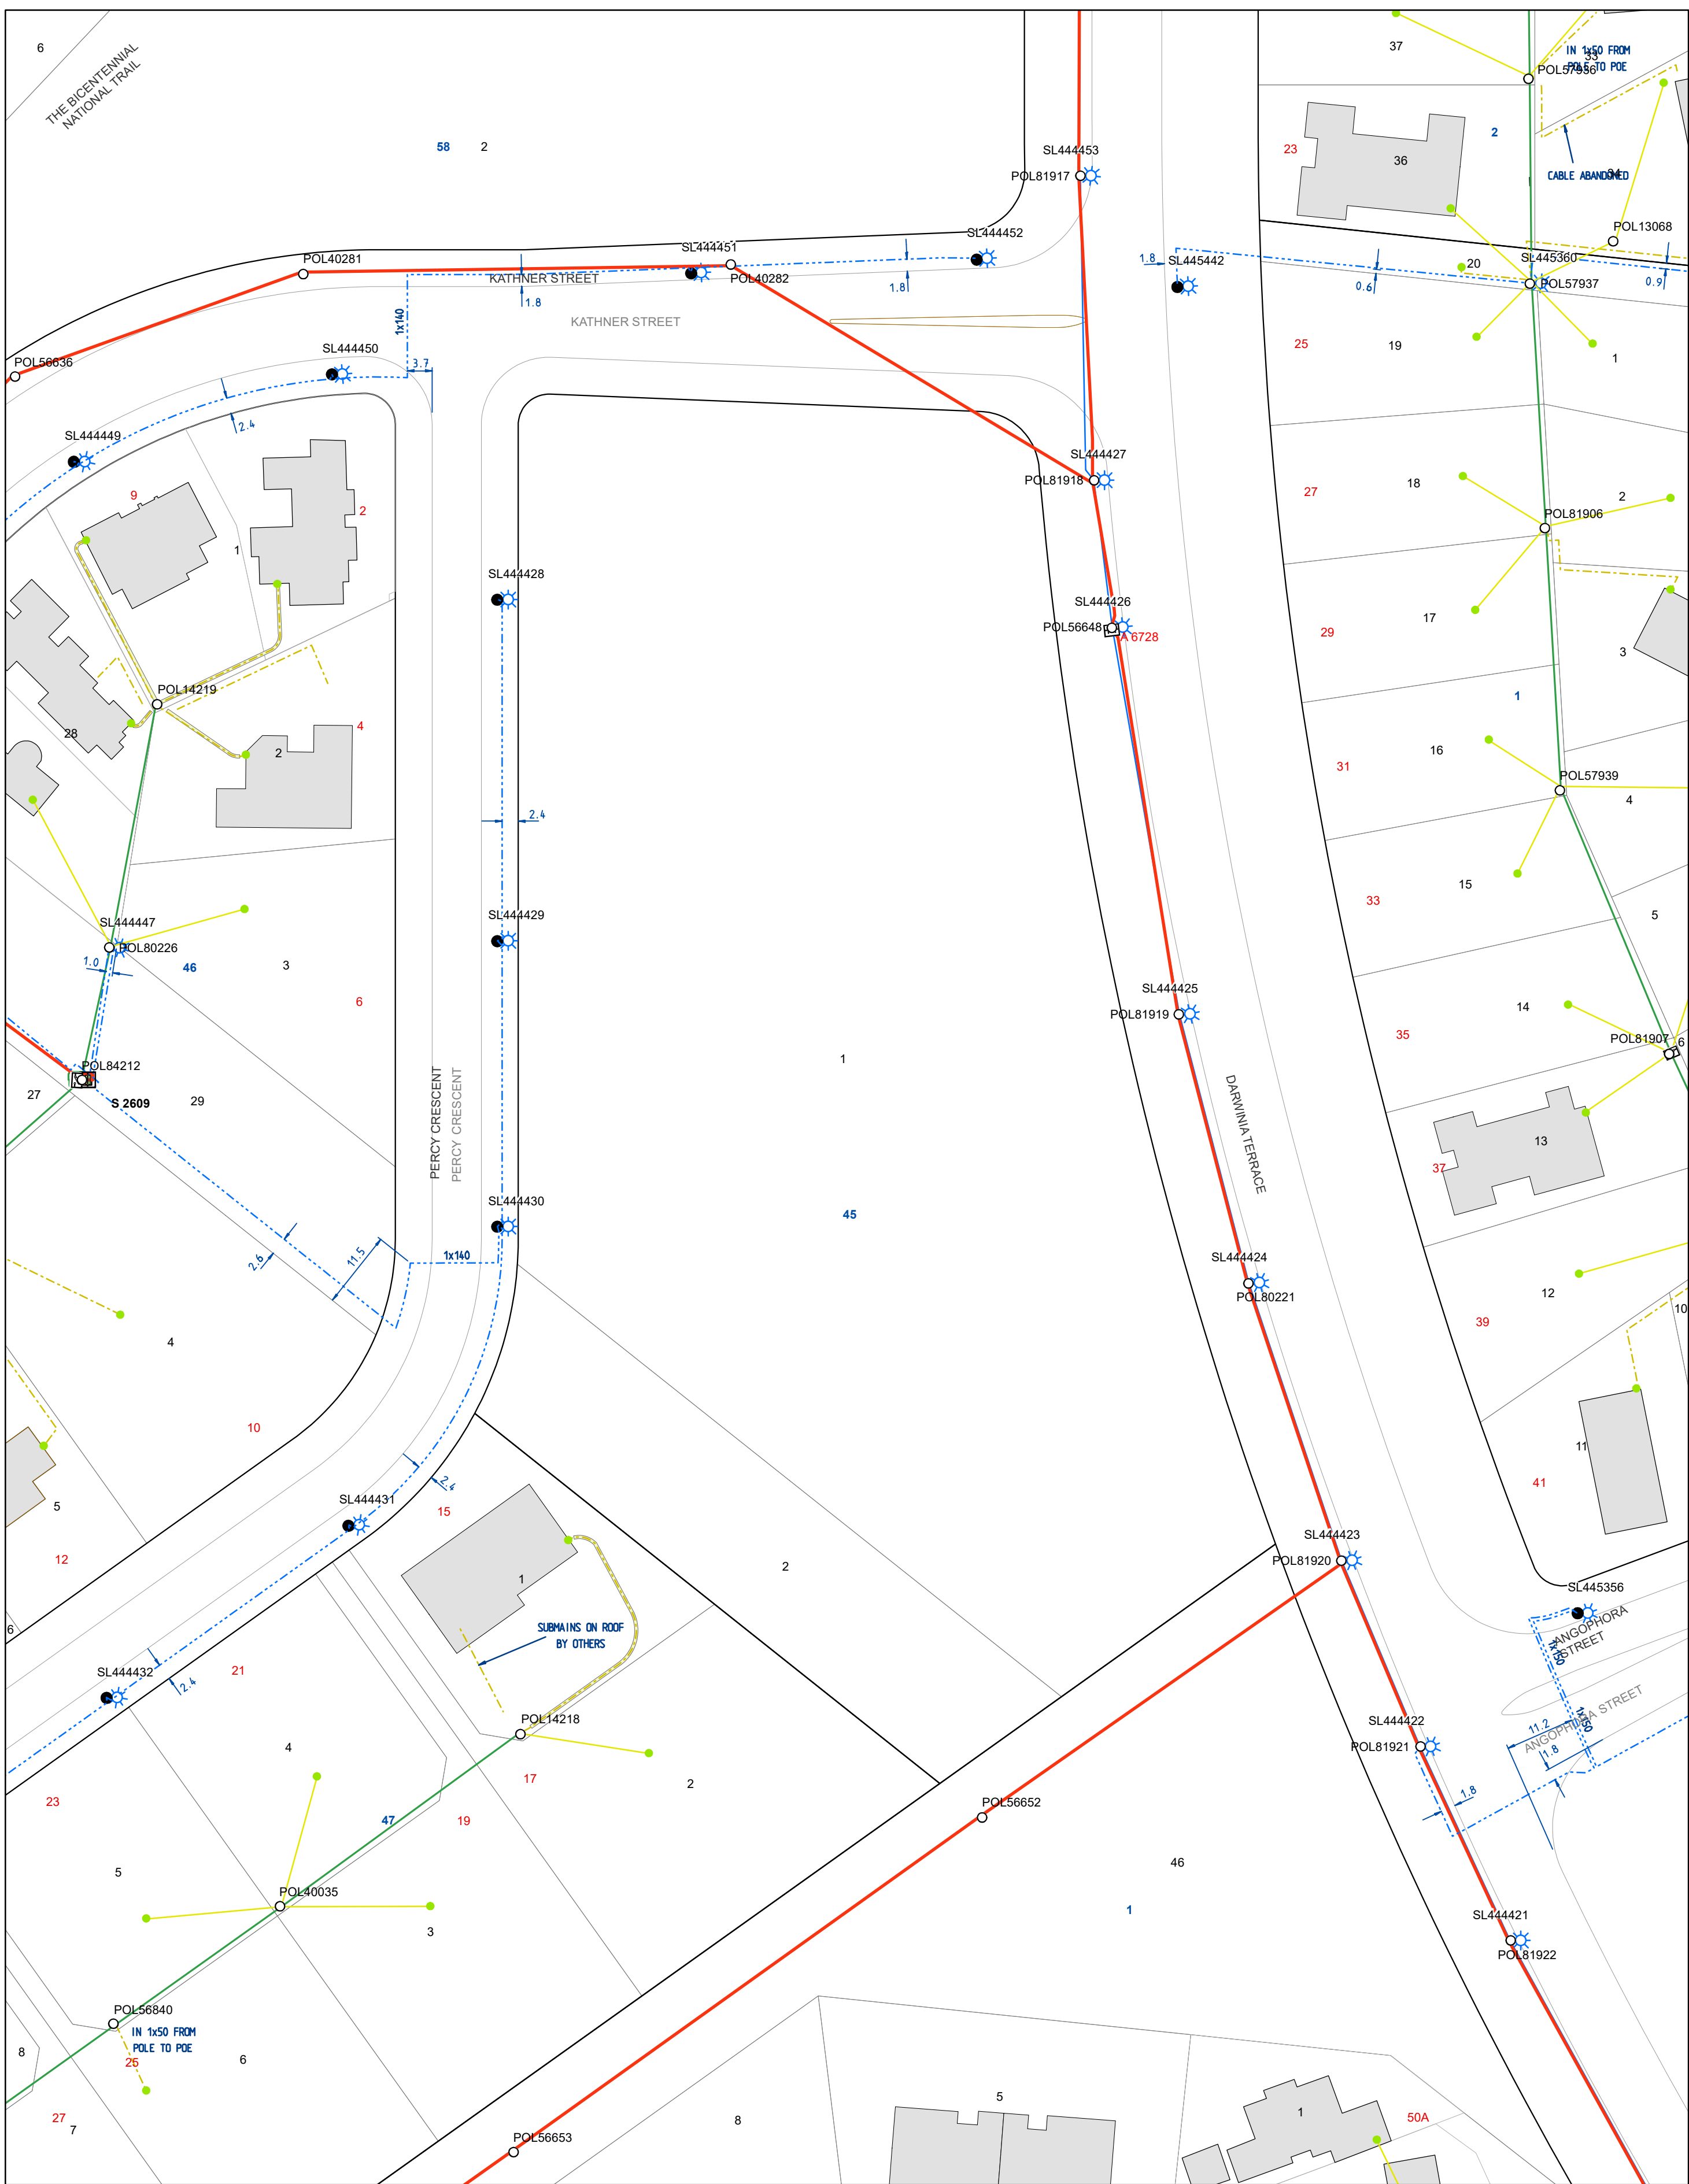 6
THE BICENTENNIAL
NATIONAL TRAIL
58
2
37
IN 1x50 FROM
POLE TO POE
33
POL57936
2
SL444453
POL81917
23
36
CABLE ABANDONED
34
POL13068
SL444451
SL444452
POL40281
KATHNER STREET
POL40282
1.8
1.8
1.8
SL445442
20
SL445360
POL57937
0.6
0.9
1x140
KATHNER STREET
SL444450
POL56636
3.7
25
19
1
2.4
SL444449
SL444427
POL81918
9
2
1
27
18
2
POL81906
SL444428
SL444426
POL56648
A 6728
29
17
3
POL14219
28
4
2
1
31
16
POL57939
4
2.4
33
15
5
SL444429
SL444447
POL80226
1.0
46
3
6
SL444425
POL81919
35
14
POL81907
6
POL84212
S 2609
27
29
PERCY CRESCENT
PERCY CRESCENT
1
DARWINIA TERRACE
13
37
SL444430
45
1x140
11.5
2.6
SL444424
POL80221
12
39
10
4
10
11
41
2.4
SL444431
15
5
12
1
2
SL444423
POL81920
SL445356
ANGOPHORA
STREET
1x150
SUBMAINS ON ROOF
BY OTHERS
6
SL444432
21
2.4
POL14218
SL444422
POL81921
11.2
1.8
1x150
ANGOPHORA STREET
4
17
2
23
47
19
POL56652
1.8
5
46
POL40035
3
1
SL444421
POL81922
POL56840
IN 1x50 FROM
POLE TO POE
8
25
6
27
7
POL56653
8
5
1
50A